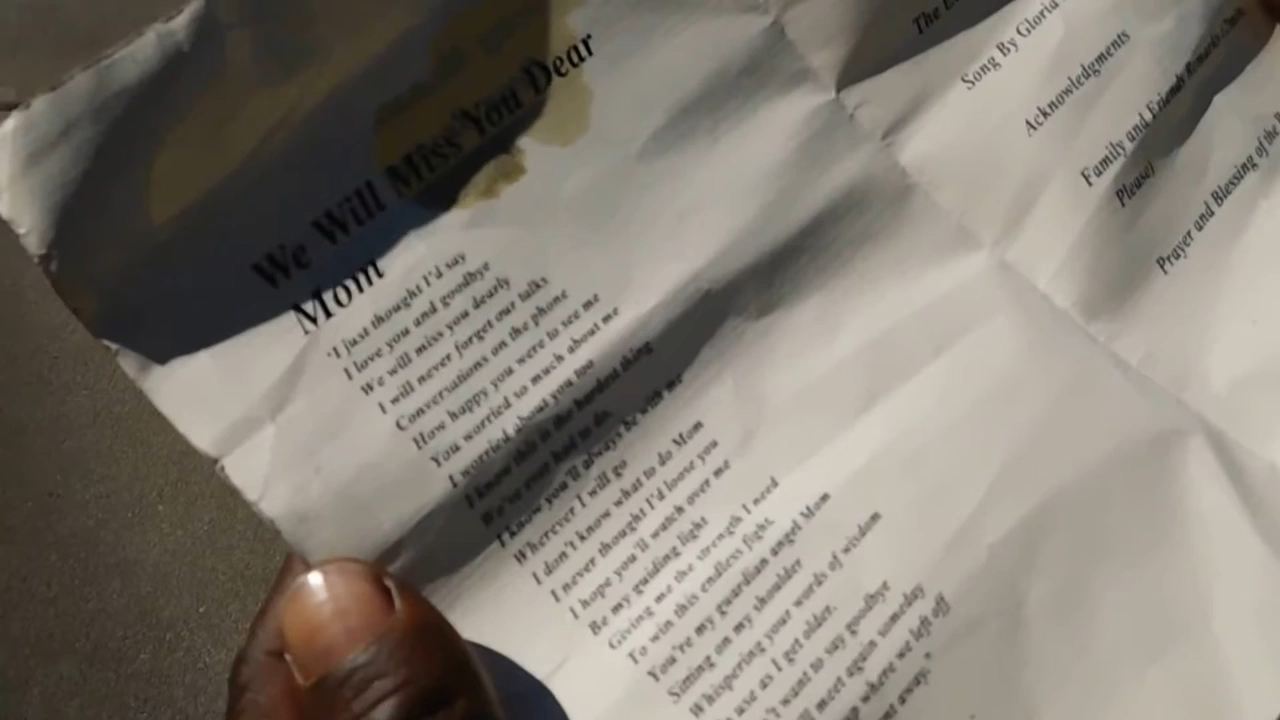 We Will Miss You Dear
Mom
"I just thought I'd say
I love you and goodbye
We will miss you dearly
I will never forget our talks
Conversations on the phone
How happy you were to see me
You worried to much about me
I worried about you too
I know this is the hardest thing
We've ever had to do.
I know you'll always be with me
Wherever I will go
I don't know what to do Mom
I never thought I'd loose you
I hope you'll watch over me
Be my guiding light
Giving me the strength I need
To win this endless fight.
You're my guardian angel Mom
Sitting on my shoulder
Whispering your words of wisdom
use as I get older.
want to say goodbye
meet again someday
where we left off
away."
The
Song By Gloria
Acknowledgments
Family and Friends Remarks
Please)
Prayer and Blessing of the